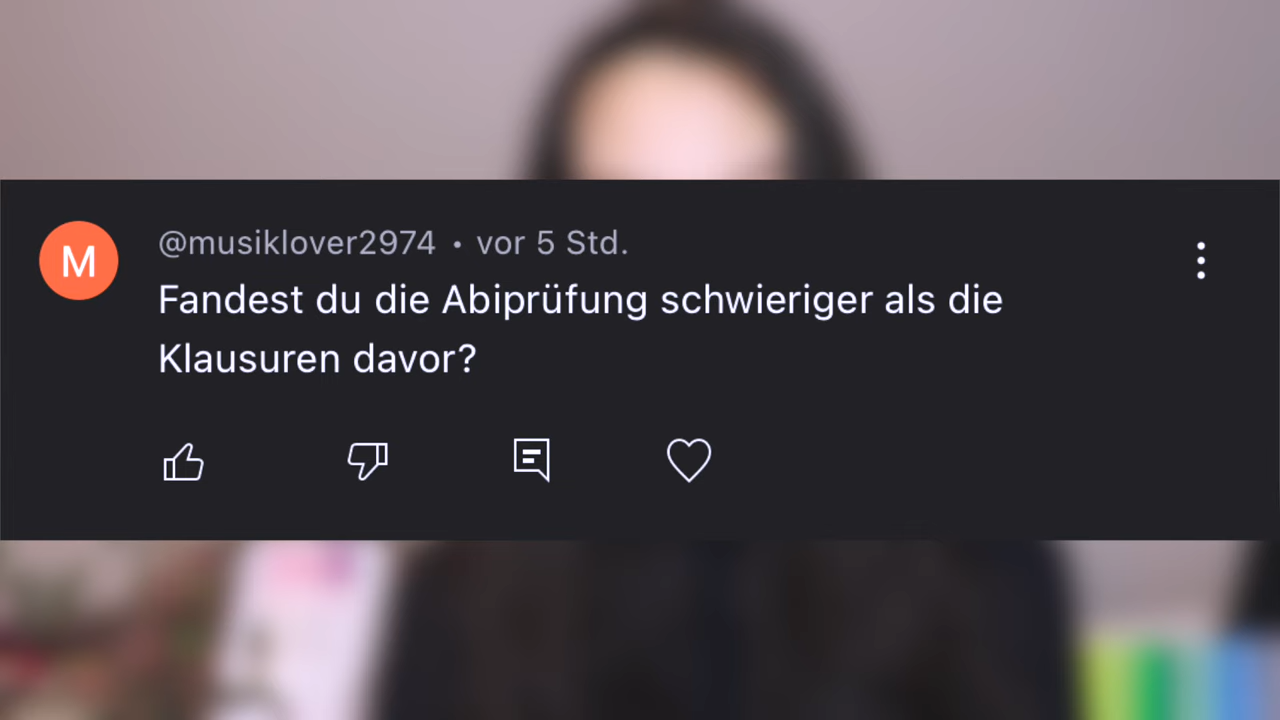 M
@musiklover2974 • vor 5 Std.
Fandest du die Abiprüfung schwieriger als die
Klausuren davor?